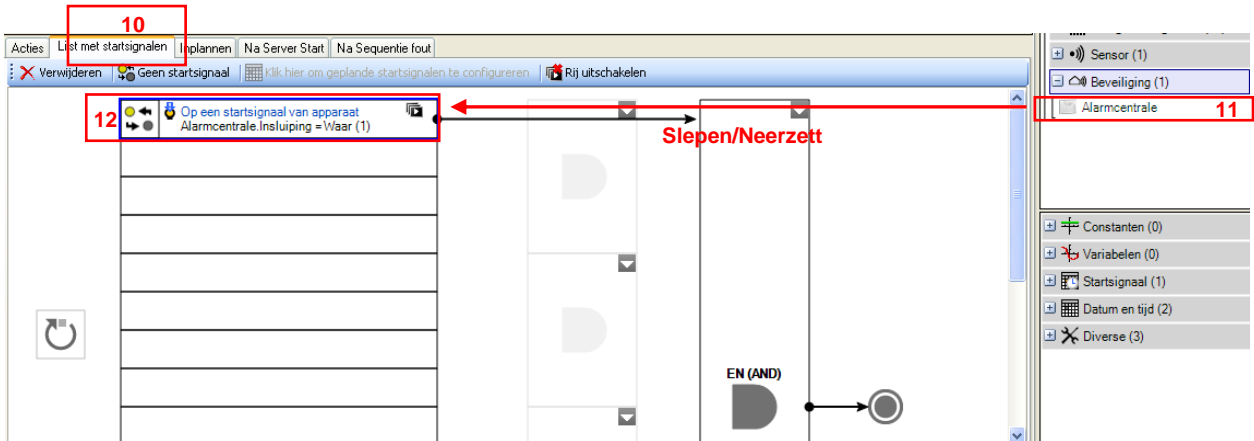 10
Acties List met startsignalen Inplannen Na Server Start Na Sequentie fout
Verwijderen Geen startsignaal Klik hier om geplande startsignalen te configureren Rij uitschakelen
Sensor (1)
Beveiliging (1)
Alarmcentrale 11
12 Op een startsignaal van apparaat
Alarmcentrale.Insluiping = Waar (1)
Slepen/Neerzett
Constanten (0)
Variabelen (0)
Startsignaal (1)
Datum en tijd (2)
Diverse (3)
EN (AND)